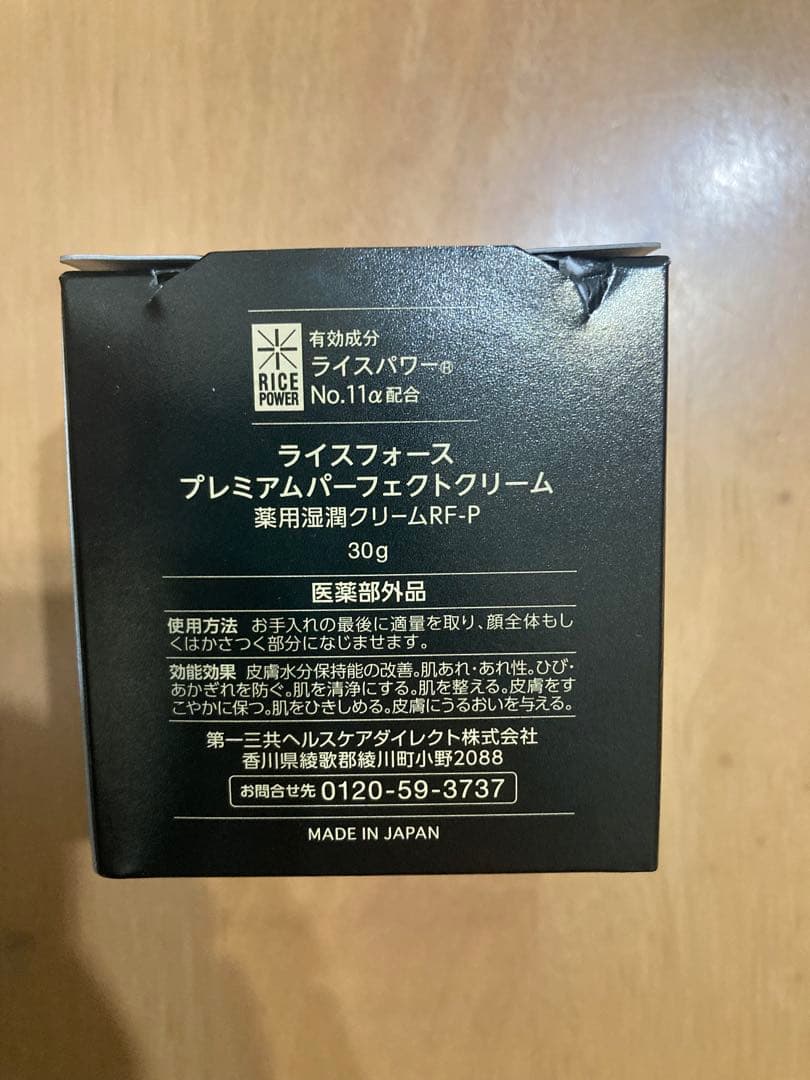 RICE
POWER
有効成分
ライスパワー®
No.11α配合
ライスフォース
プレミアムパーフェクトクリーム
薬用湿潤クリームRF-P
30g
医薬部外品
使用方法 お手入れの最後に適量を取り、顔全体もし
くはかさつく部分になじませます。
効能効果 皮膚水分保持能の改善。肌あれ・あれ性。ひび・
あかぎれを防ぐ。肌を清浄にする。肌を整える。皮膚をす
こやかに保つ。肌をひきしめる。皮膚にうるおいを与える。
第一三共ヘルスケアダイレクト株式会社
香川県綾歌郡綾川町小野2088
お問合せ先 0120-59-3737
MADE IN JAPAN